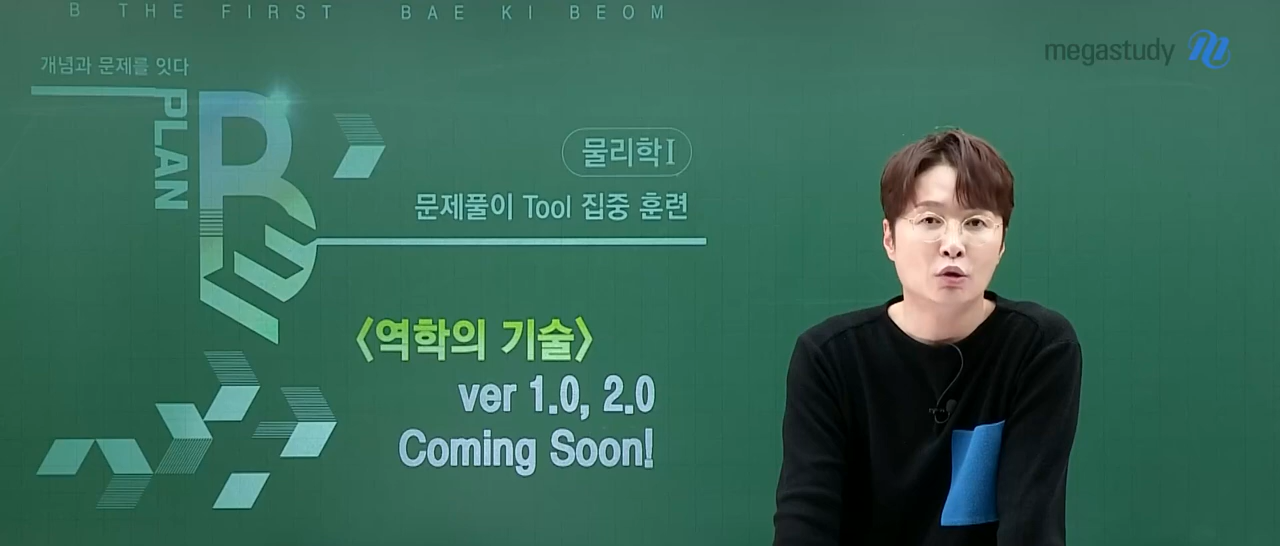 B THE FIRST BAE KI BEOM
megastudy
개념과 문제를 잇다
PLAN
B
물리학I
문제풀이 Tool 집중 훈련
〈역학의 기술〉
ver 1.0, 2.0
Coming Soon!